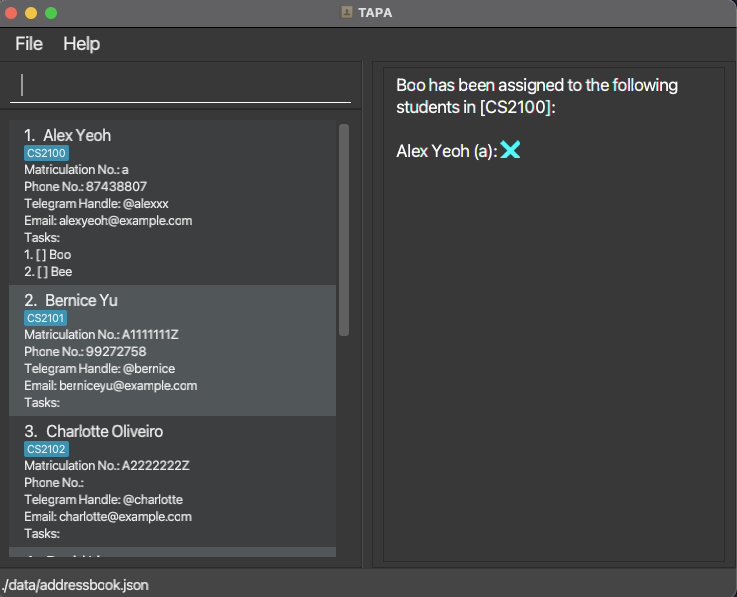 TAPA
File Help
1. Alex Yeoh
CS2100
Matriculation No.: a
Phone No.: 87438807
Telegram Handle: @alexxx
Email: alexyeoh@example.com
Tasks:
1. [ ] Boo
2. [ ] Bee
2. Bernice Yu
CS2101
Matriculation No.: A1111111Z
Phone No.: 99272758
Telegram Handle: @bernice
Email: berniceyu@example.com
Tasks:
3. Charlotte Oliveiro
CS2102
Matriculation No.: A2222222Z
Phone No.:
Telegram Handle: @charlotte
Email: charlotte@example.com
Tasks:
Boo has been assigned to the following
students in [CS2100]:
Alex Yeoh (a): ❌
./data/addressbook.json